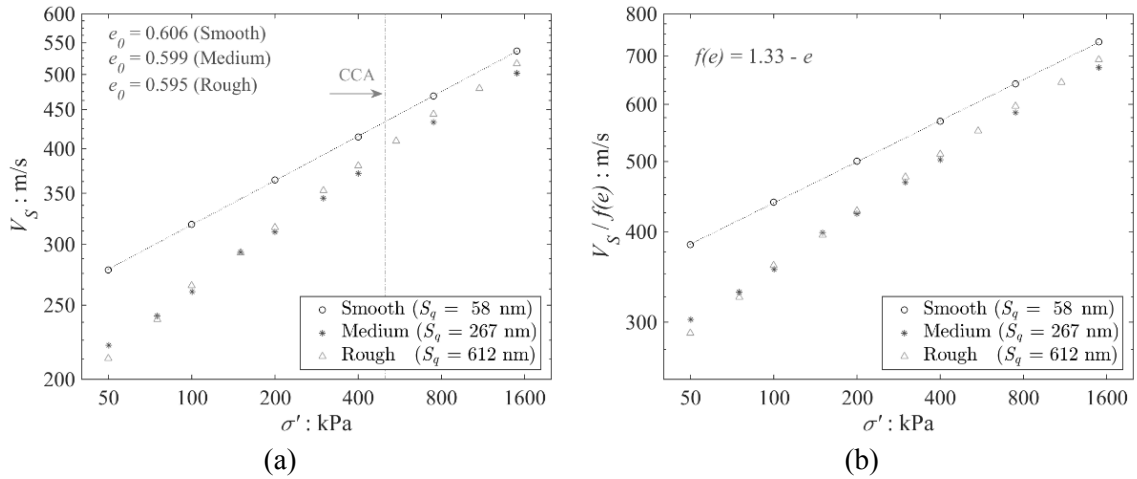 600
550
500
450
400
350
300
250
200
V_S : m/s
e_0 = 0.606 (Smooth)
e_0 = 0.599 (Medium)
e_0 = 0.595 (Rough)
CCA
Smooth (S_q = 58 nm)
Medium (S_q = 267 nm)
Rough (S_q = 612 nm)
50 100 200 400 800 1600
σ' : kPa
(a)
800
700
600
500
400
300
V_S / f(e) : m/s
f(e) = 1.33 - e
Smooth (S_q = 58 nm)
Medium (S_q = 267 nm)
Rough (S_q = 612 nm)
50 100 200 400 800 1600
σ' : kPa
(b)